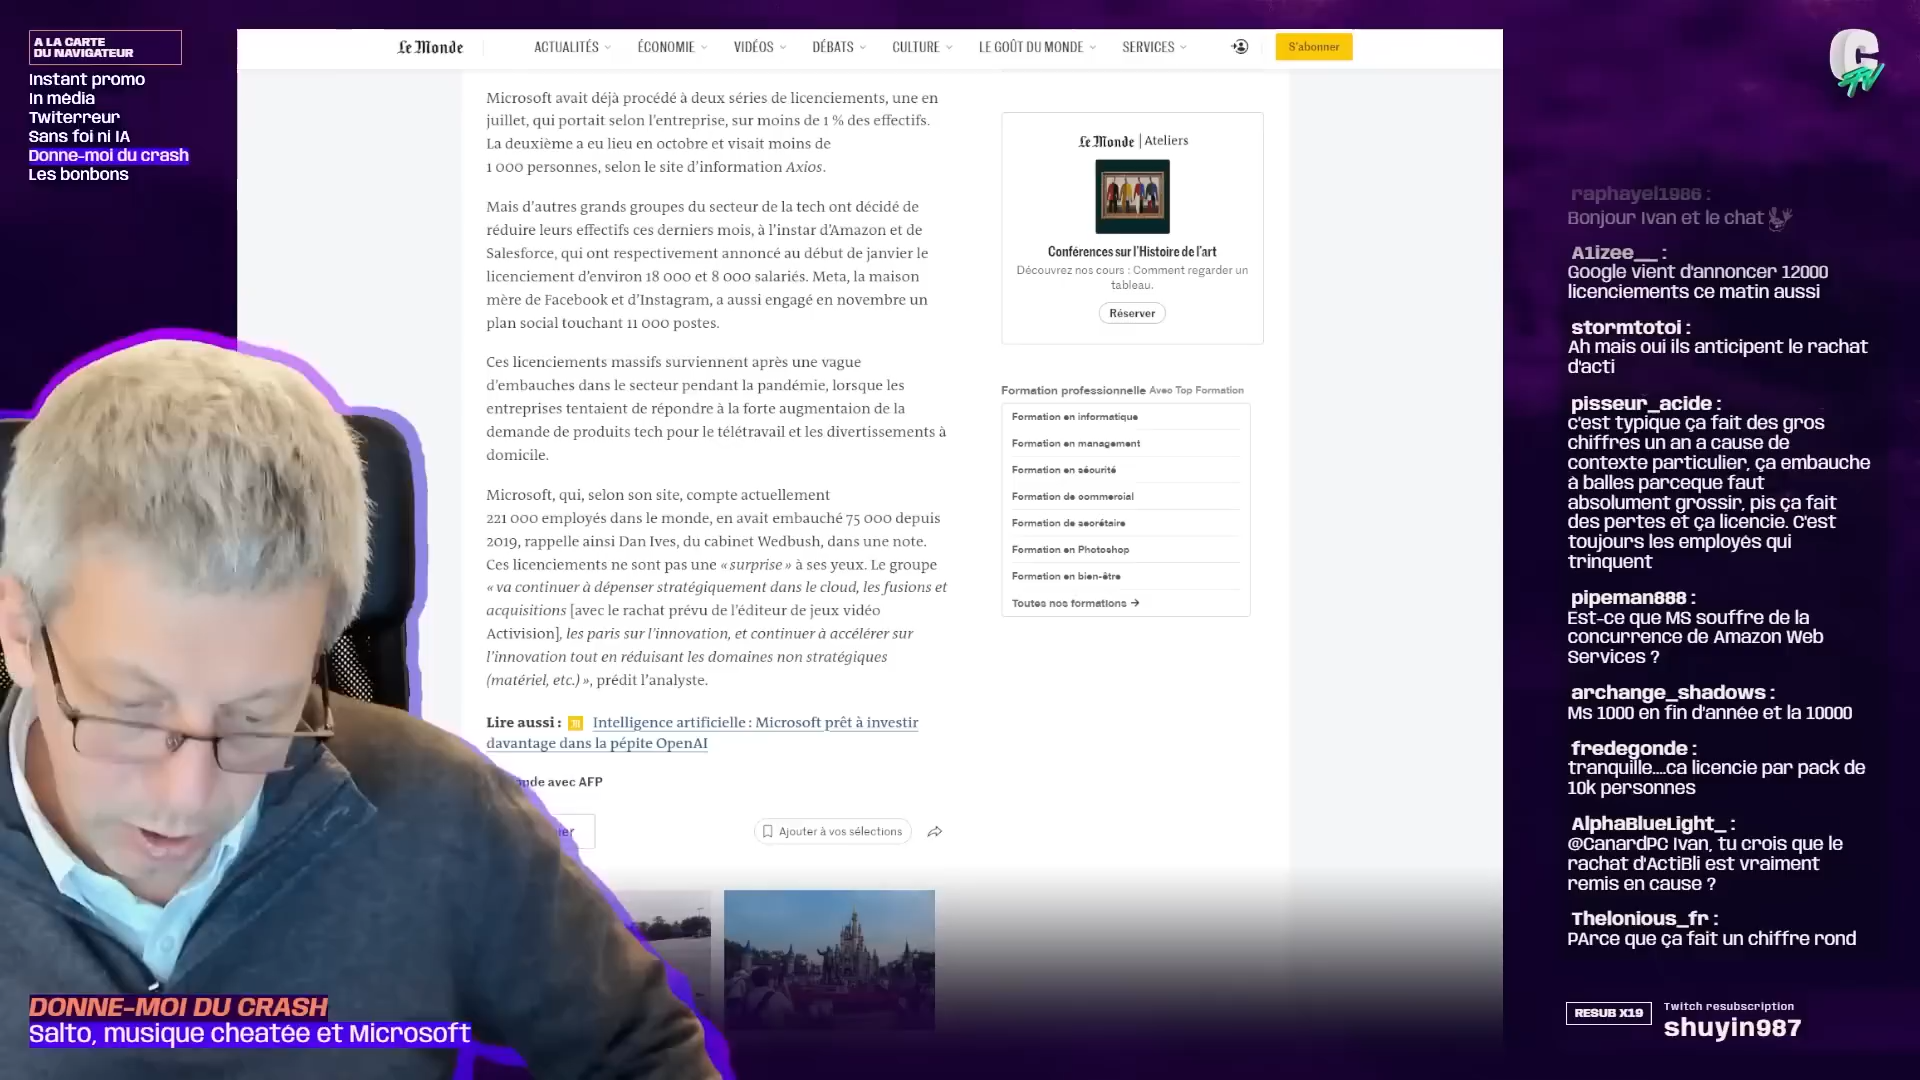 A LA CARTE
DU NAVIGATEUR
Instant promo
In média
Twiterreur
Sans foi ni IA
Donne-moi du crash
Les bonbons
Le Monde
ACTUALITÉS
ÉCONOMIE
VIDÉOS
DÉBATS
CULTURE
LE GOÛT DU MONDE
SERVICES
S'abonner
Microsoft avait déjà procédé à deux séries de licenciements, une en
juillet, qui portait selon l'entreprise, sur moins de 1 % des effectifs.
La deuxième a eu lieu en octobre et visait moins de
1 000 personnes, selon le site d'information Axios.
Mais d'autres grands groupes du secteur de la tech ont décidé de
réduire leurs effectifs ces derniers mois, à l'instar d'Amazon et de
Salesforce, qui ont respectivement annoncé au début de janvier le
licenciement d'environ 18 000 et 8 000 salariés. Meta, la maison
mère de Facebook et d'Instagram, a aussi engagé en novembre un
plan social touchant 11 000 postes.
Ces licenciements massifs surviennent après une vague
d'embauches dans le secteur pendant la pandémie, lorsque les
entreprises tentaient de répondre à la forte augmentaion de la
demande de produits tech pour le télétravail et les divertissements à
domicile.
Microsoft, qui, selon son site, compte actuellement
221 000 employés dans le monde, en avait embauché 75 000 depuis
2019, rappelle ainsi Dan Ives, du cabinet Wedbush, dans une note.
Ces licenciements ne sont pas une « surprise » à ses yeux. Le groupe
« va continuer à dépenser stratégiquement dans le cloud, les fusions et
acquisitions [avec le rachat prévu de l'éditeur de jeux vidéo
Activision], les paris sur l'innovation, et continuer à accélérer sur
l'innovation tout en réduisant les domaines non stratégiques
(matériel, etc.) », prédit l'analyste.
Lire aussi : Intelligence artificielle : Microsoft prêt à investir
davantage dans la pépite OpenAI
avec AFP
Ajouter à vos sélections
Le Monde | Ateliers
Conférences sur l'Histoire de l'art
Découvrez nos cours : Comment regarder un
tableau.
Réserver
Formation professionnelle Avec Top Formation
Formation en informatique
Formation en management
Formation en sécurité
Formation de commercial
Formation de secrétaire
Formation en Photoshop
Formation en bien-être
Toutes nos formations →
C TV
raphayel1986 :
Bonjour Ivan et le chat
A1izee__ :
Google vient d'annoncer 12000
licenciements ce matin aussi
stormtotoi :
Ah mais oui ils anticipent le rachat
d'acti
pisseur_acide :
c'est typique ça fait des gros
chiffres un an a cause de
contexte particulier, ça embauche
à balles parceque faut
absolument grossir, pis ça fait
des pertes et ça licencie. C'est
toujours les employés qui
trinquent
pipeman888 :
Est-ce que MS souffre de la
concurrence de Amazon Web
Services ?
archange_shadows :
Ms 1000 en fin d'année et la 10000
fredegonde :
tranquille....ca licencie par pack de
10k personnes
AlphaBlueLight_ :
@CanardPC Ivan, tu crois que le
rachat d'ActiBli est vraiment
remis en cause ?
Thelonious_fr :
PArce que ça fait un chiffre rond
RESUB X19
Twitch resubscription
shuyin987
DONNE-MOI DU CRASH
Salto, musique cheatée et Microsoft